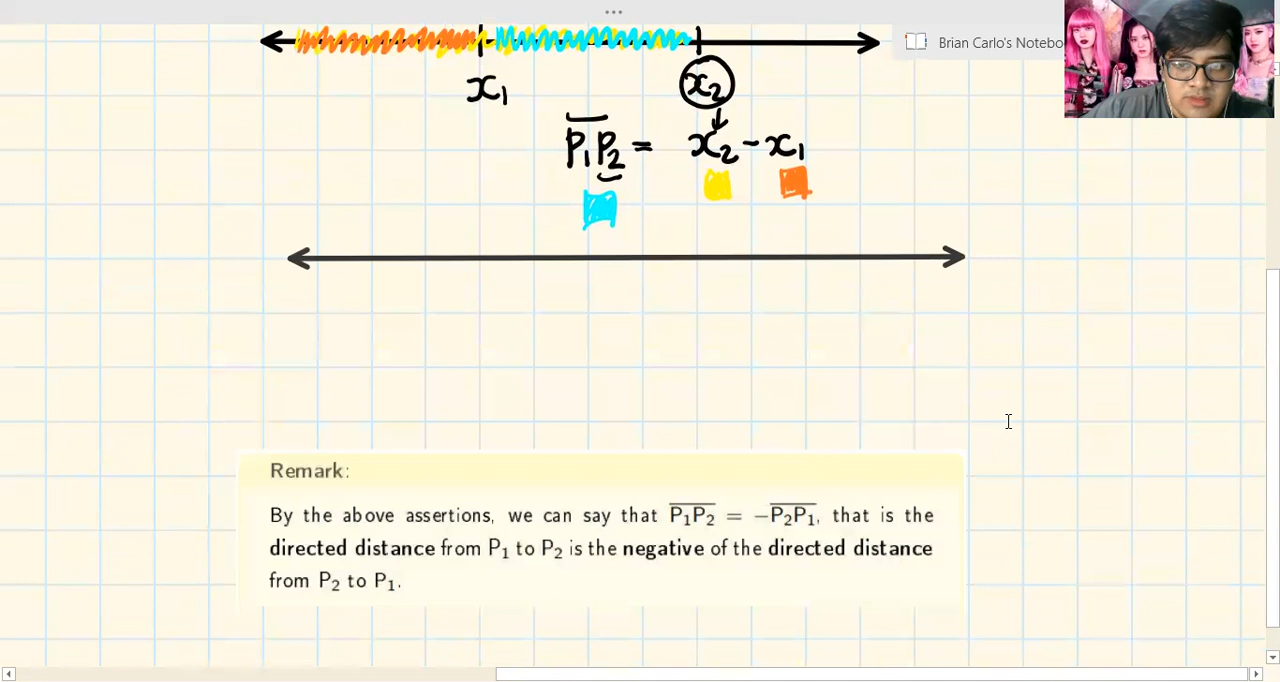 Brian Carlo's Notebo
x₁ x₂
P₁P₂ = x₂ - x₁
Remark:
By the above assertions, we can say that P₁P₂ = −P₂P₁, that is the
directed distance from P₁ to P₂ is the negative of the directed distance
from P₂ to P₁.